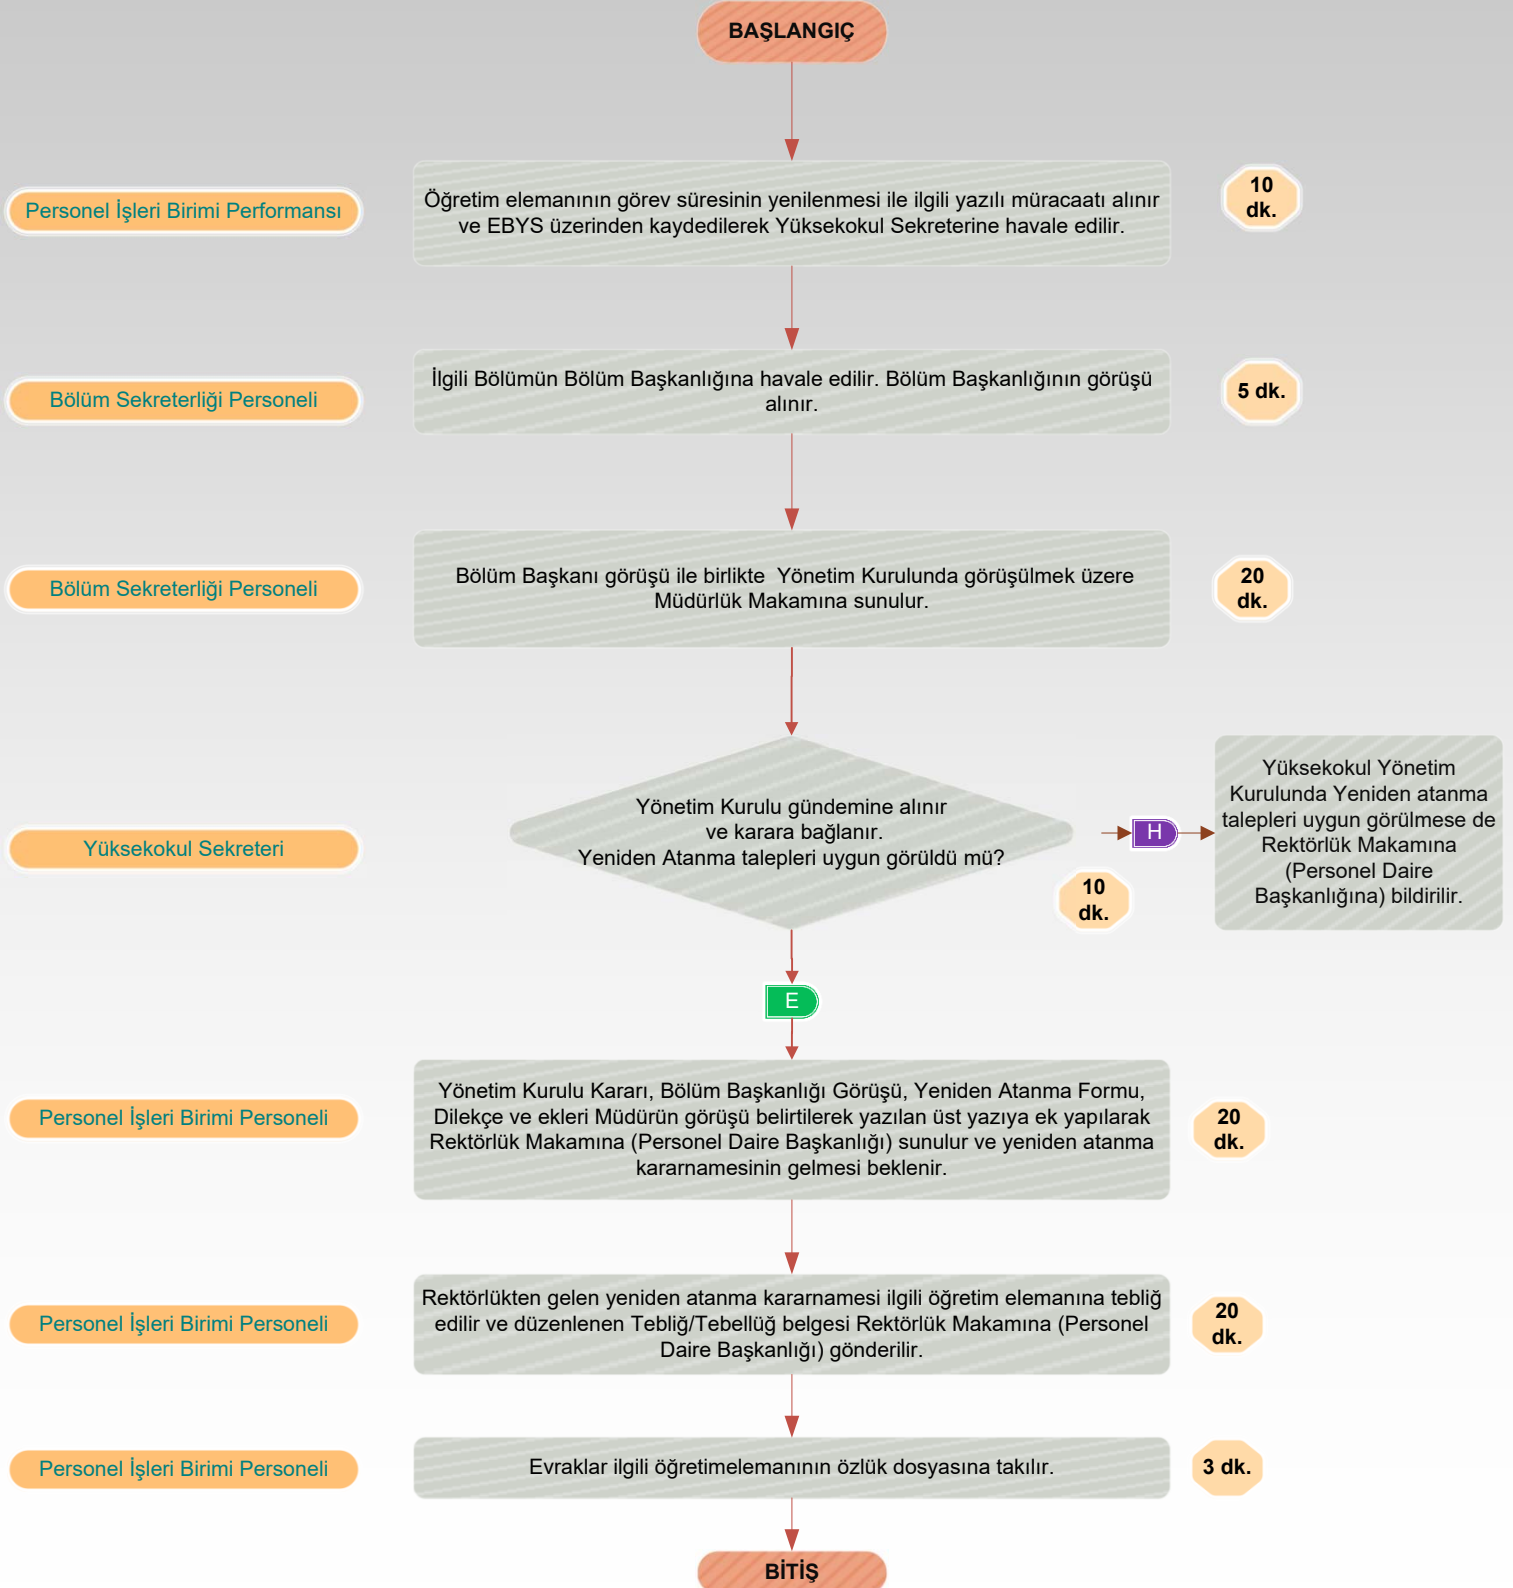 BAŞLANGIÇ
Personel İşleri Birimi Performansı
Öğretim elemanının görev süresinin yenilenmesi ile ilgili yazılı müracaatı alınır
ve EBYS üzerinden kaydedilerek Yüksekokul Sekreterine havale edilir.
10
dk.
Bölüm Sekreterliği Personeli
İlgili Bölümün Bölüm Başkanlığına havale edilir. Bölüm Başkanlığının görüşü
alınır.
5 dk.
Bölüm Sekreterliği Personeli
Bölüm Başkanı görüşü ile birlikte  Yönetim Kurulunda görüşülmek üzere
Müdürlük Makamına sunulur.
20
dk.
Yüksekokul Sekreteri
Yönetim Kurulu gündemine alınır
ve karara bağlanır.
Yeniden Atanma talepleri uygun görüldü mü?
10
dk.
H
Yüksekokul Yönetim
Kurulunda Yeniden atanma
talepleri uygun görülmese de
Rektörlük Makamına
(Personel Daire
Başkanlığına) bildirilir.
E
Personel İşleri Birimi Personeli
Yönetim Kurulu Kararı, Bölüm Başkanlığı Görüşü, Yeniden Atanma Formu,
Dilekçe ve ekleri Müdürün görüşü belirtilerek yazılan üst yazıya ek yapılarak
Rektörlük Makamına (Personel Daire Başkanlığı) sunulur ve yeniden atanma
kararnamesinin gelmesi beklenir.
20
dk.
Personel İşleri Birimi Personeli
Rektörlükten gelen yeniden atanma kararnamesi ilgili öğretim elemanına tebliğ
edilir ve düzenlenen Tebliğ/Tebellüğ belgesi Rektörlük Makamına (Personel
Daire Başkanlığı) gönderilir.
20
dk.
Personel İşleri Birimi Personeli
Evraklar ilgili öğretimelemanının özlük dosyasına takılır.
3 dk.
BİTİŞ